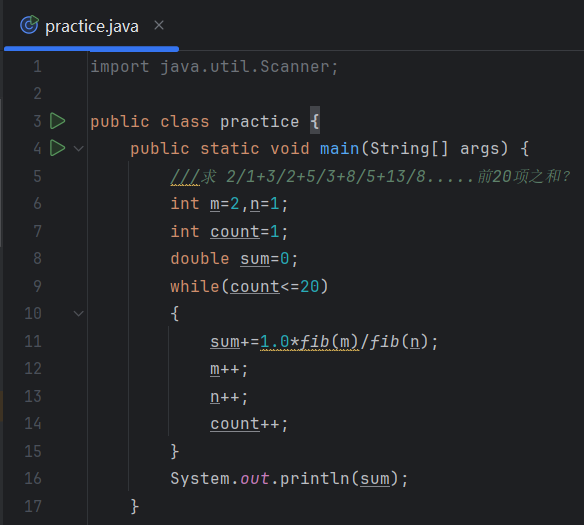 practice.java
1 import java.util.Scanner;
2
3 public class practice {
4 public static void main(String[] args) {
5 ///求 2/1+3/2+5/3+8/5+13/8.....前20项之和?
6 int m=2,n=1;
7 int count=1;
8 double sum=0;
9 while(count<=20)
10 {
11 sum+=1.0*fib(m)/fib(n);
12 m++;
13 n++;
14 count++;
15 }
16 System.out.println(sum);
17 }